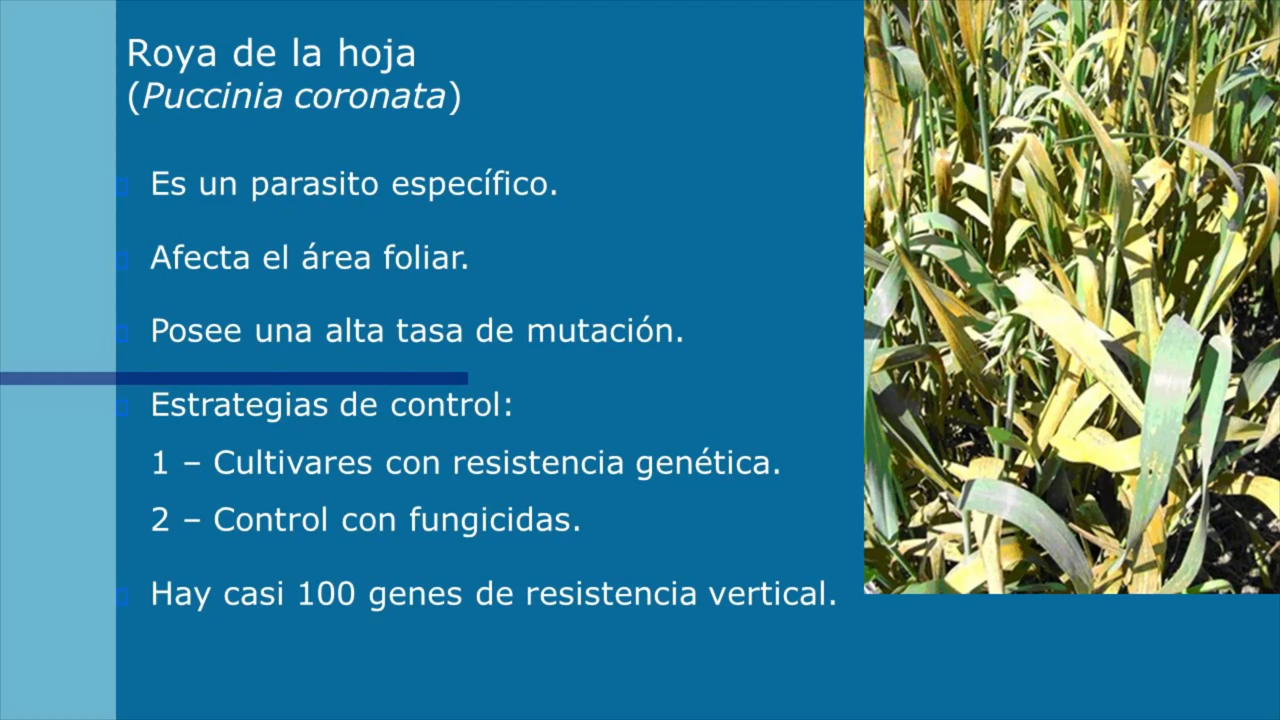 Roya de la hoja
(Puccinia coronata)
Es un parasito específico.
Afecta el área foliar.
Posee una alta tasa de mutación.
Estrategias de control:
1 – Cultivares con resistencia genética.
2 – Control con fungicidas.
Hay casi 100 genes de resistencia vertical.